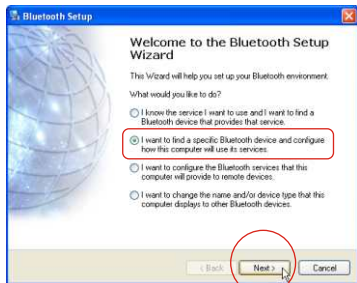 Bluetooth Setup
Welcome to the Bluetooth Setup
Wizard
This Wizard will help you set up your Bluetooth environment.
What would you like to do?
I know the service I want to use and I want to find a
Bluetooth device that provides that service.
I want to find a specific Bluetooth device and configure
how this computer will use its services.
I want to configure the Bluetooth services that this
computer will provide to remote devices.
I want to change the name and/or device type that this
computer displays to other Bluetooth devices.
< Back
Next >
Cancel